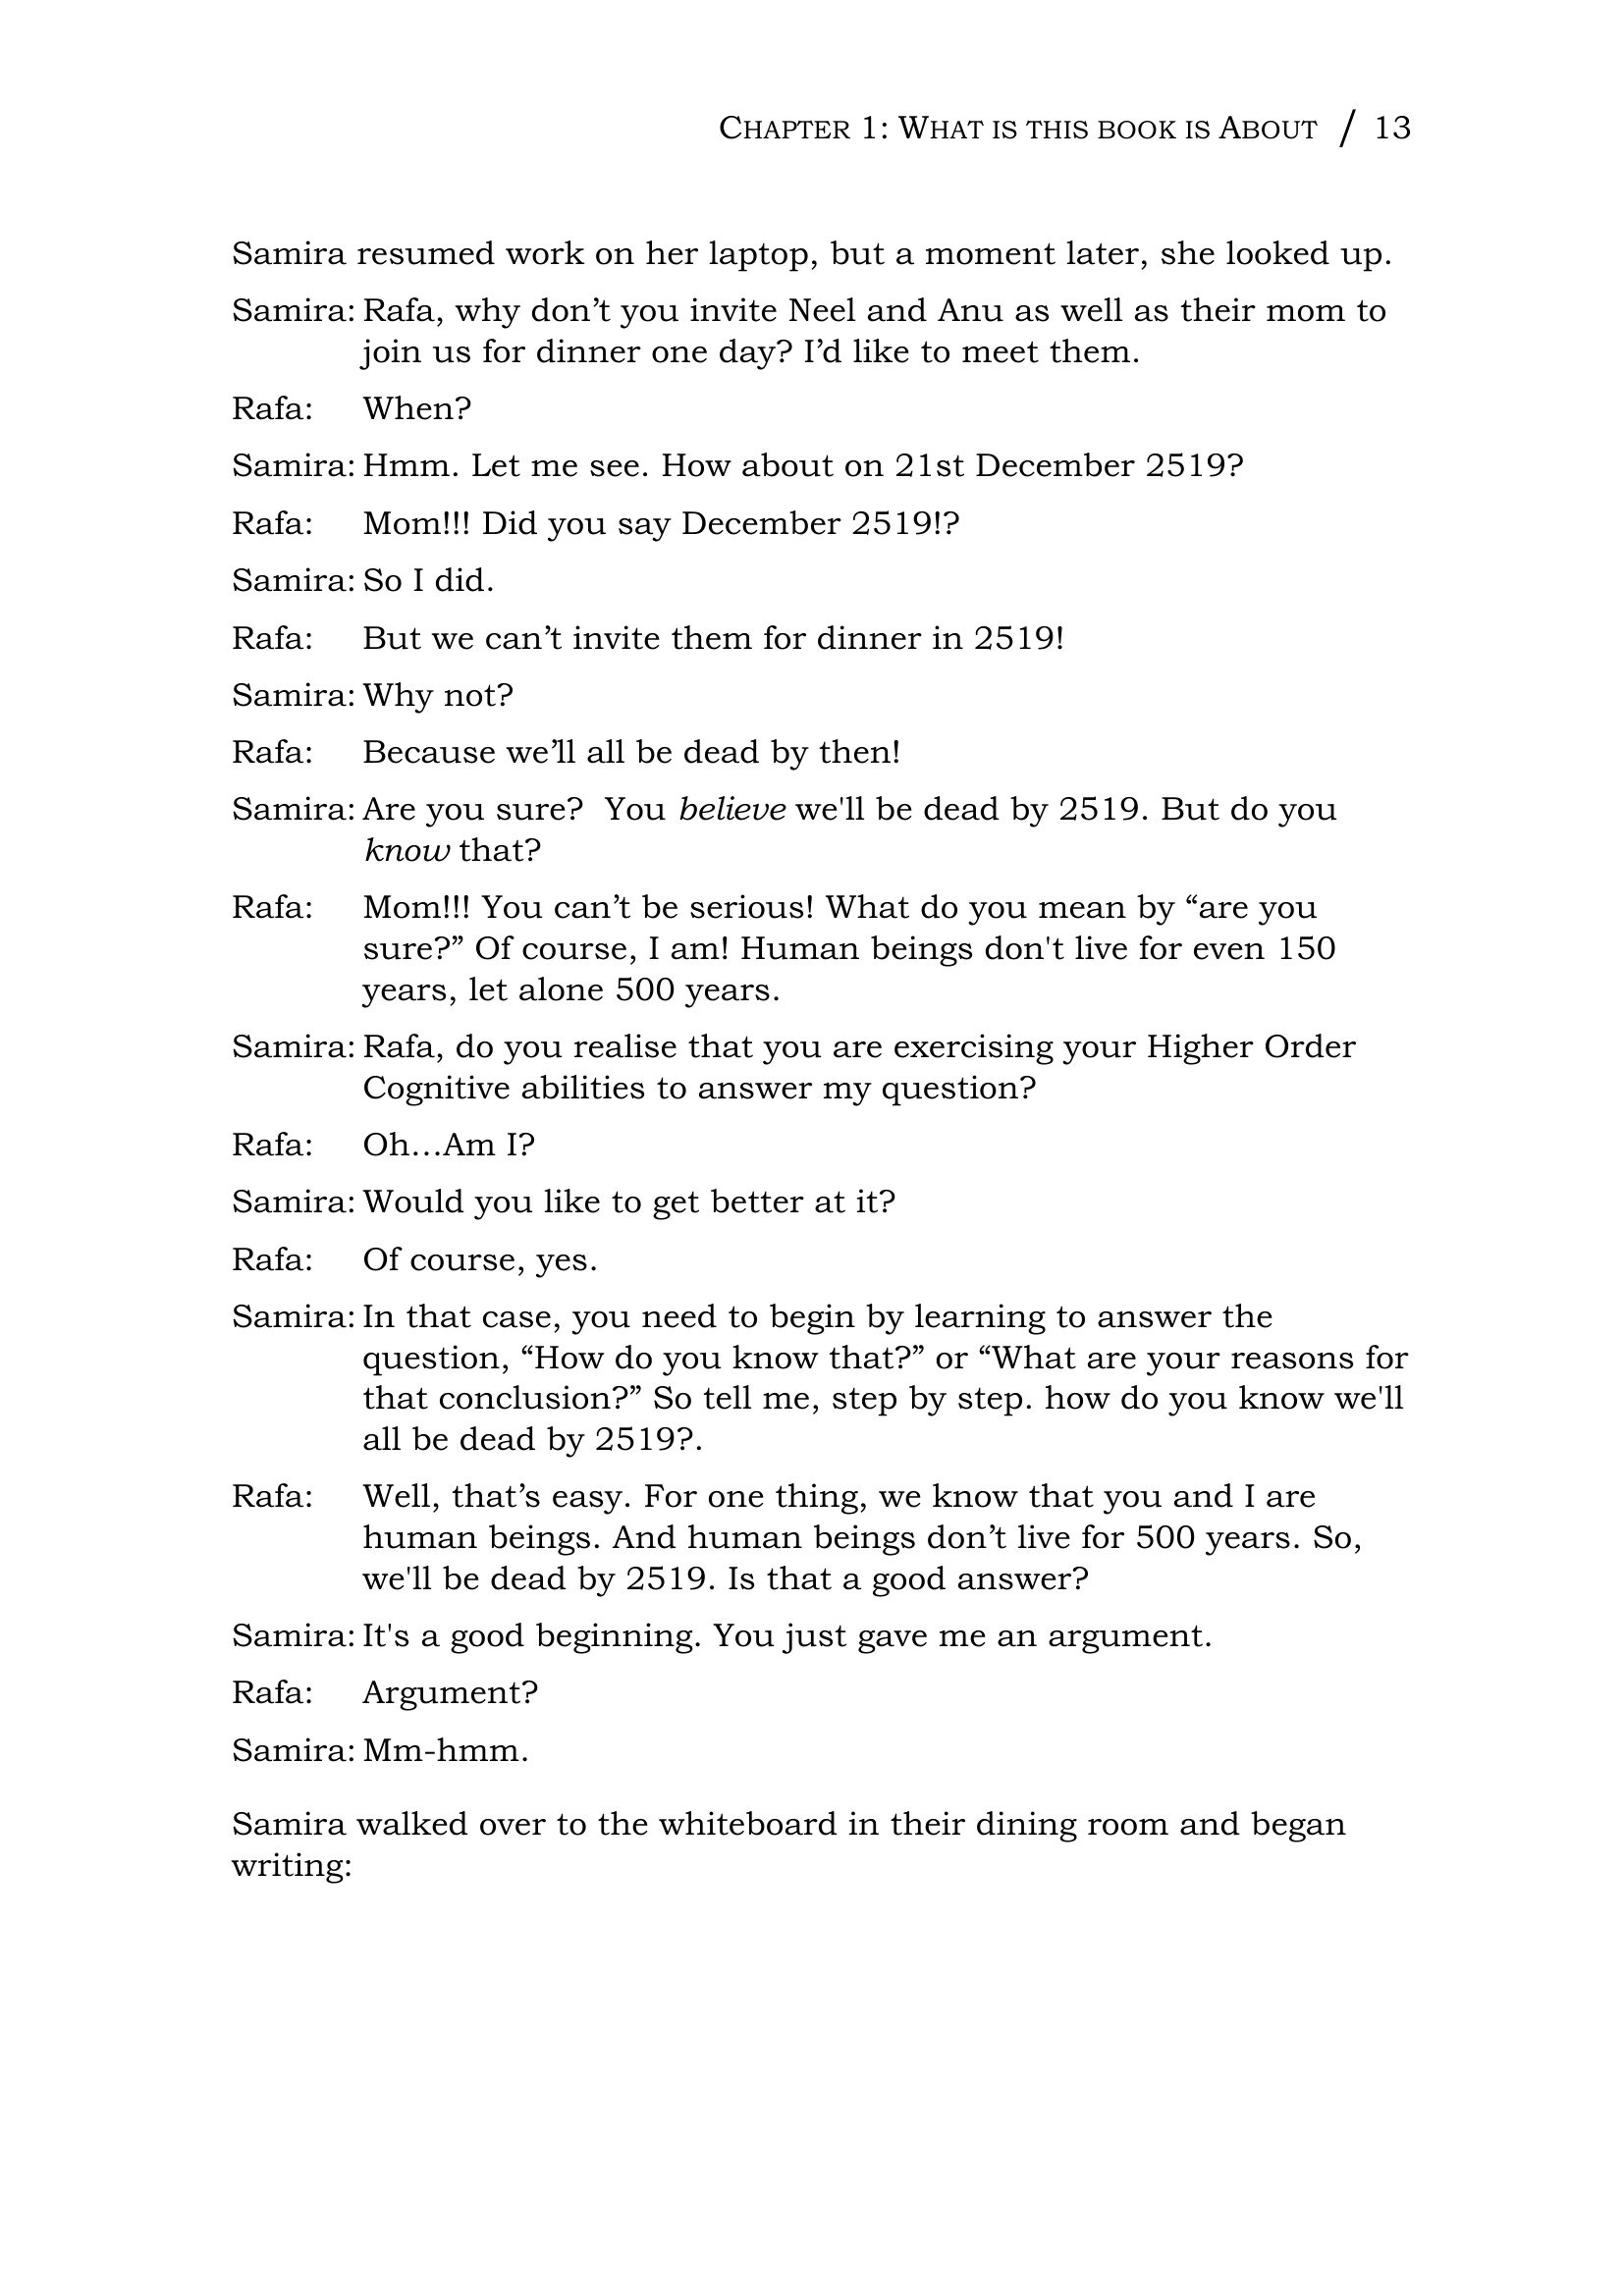 CHAPTER 1: WHAT IS THIS BOOK IS ABOUT / 13
Samira resumed work on her laptop, but a moment later, she looked up.
Samira: Rafa, why don’t you invite Neel and Anu as well as their mom to
join us for dinner one day? I’d like to meet them.
Rafa: When?
Samira: Hmm. Let me see. How about on 21st December 2519?
Rafa: Mom!!! Did you say December 2519!?
Samira: So I did.
Rafa: But we can’t invite them for dinner in 2519!
Samira: Why not?
Rafa: Because we’ll all be dead by then!
Samira: Are you sure?  You believe we'll be dead by 2519. But do you
know that?
Rafa: Mom!!! You can’t be serious! What do you mean by “are you
sure?” Of course, I am! Human beings don't live for even 150
years, let alone 500 years.
Samira: Rafa, do you realise that you are exercising your Higher Order
Cognitive abilities to answer my question?
Rafa: Oh…Am I?
Samira: Would you like to get better at it?
Rafa: Of course, yes.
Samira: In that case, you need to begin by learning to answer the
question, “How do you know that?” or “What are your reasons for
that conclusion?” So tell me, step by step. how do you know we'll
all be dead by 2519?.
Rafa: Well, that’s easy. For one thing, we know that you and I are
human beings. And human beings don’t live for 500 years. So,
we'll be dead by 2519. Is that a good answer?
Samira: It's a good beginning. You just gave me an argument.
Rafa: Argument?
Samira: Mm-hmm.
Samira walked over to the whiteboard in their dining room and began
writing: